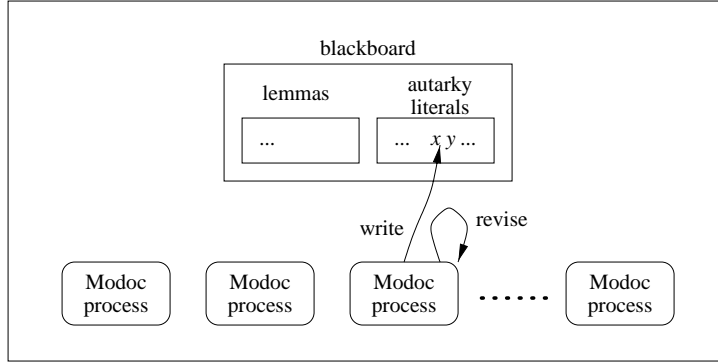 blackboard
lemmas
autarky
literals
...
... x y ...
write
revise
Modoc
process
Modoc
process
Modoc
process
......
Modoc
process